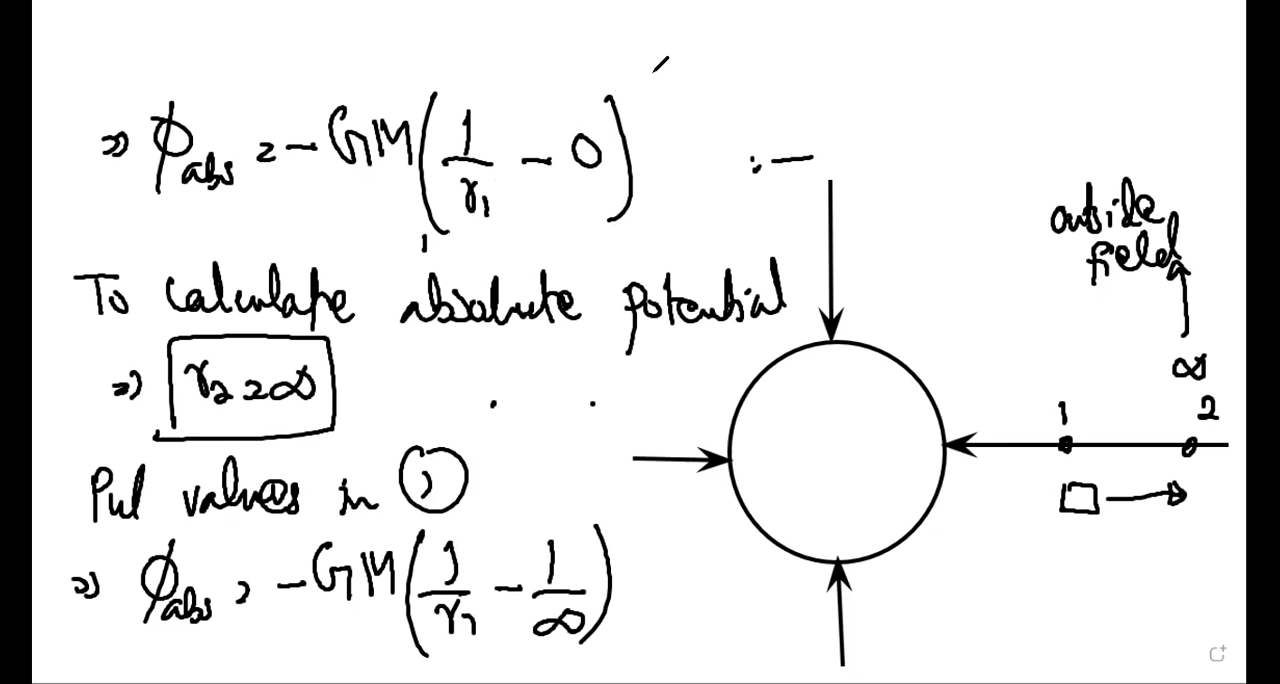 ⇒ ϕabs = -GM(1/r1 - 0)
To calculate absolute potential
⇒ r2 = ∞
Put values in (1)
⇒ ϕabs = -GM(1/r1 - 1/∞)
outside
field
∞
1 2